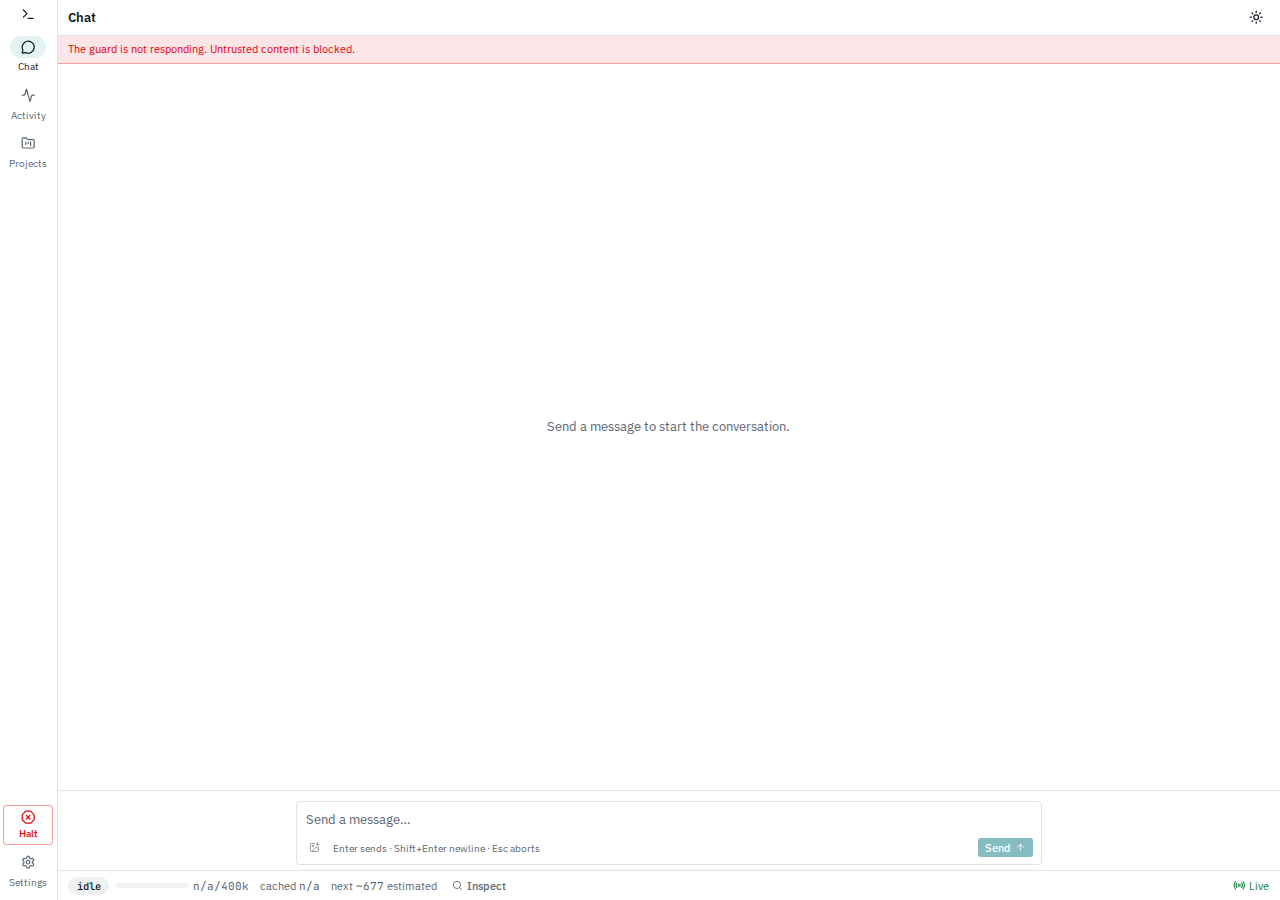 Chat
The guard is not responding. Untrusted content is blocked.
Chat
Activity
Projects
Send a message to start the conversation.
Halt
Settings
Send a message...
Enter sends · Shift+Enter newline · Esc aborts
Send
idle
n/a/400k
cached n/a
next ~677 estimated
Inspect
Live